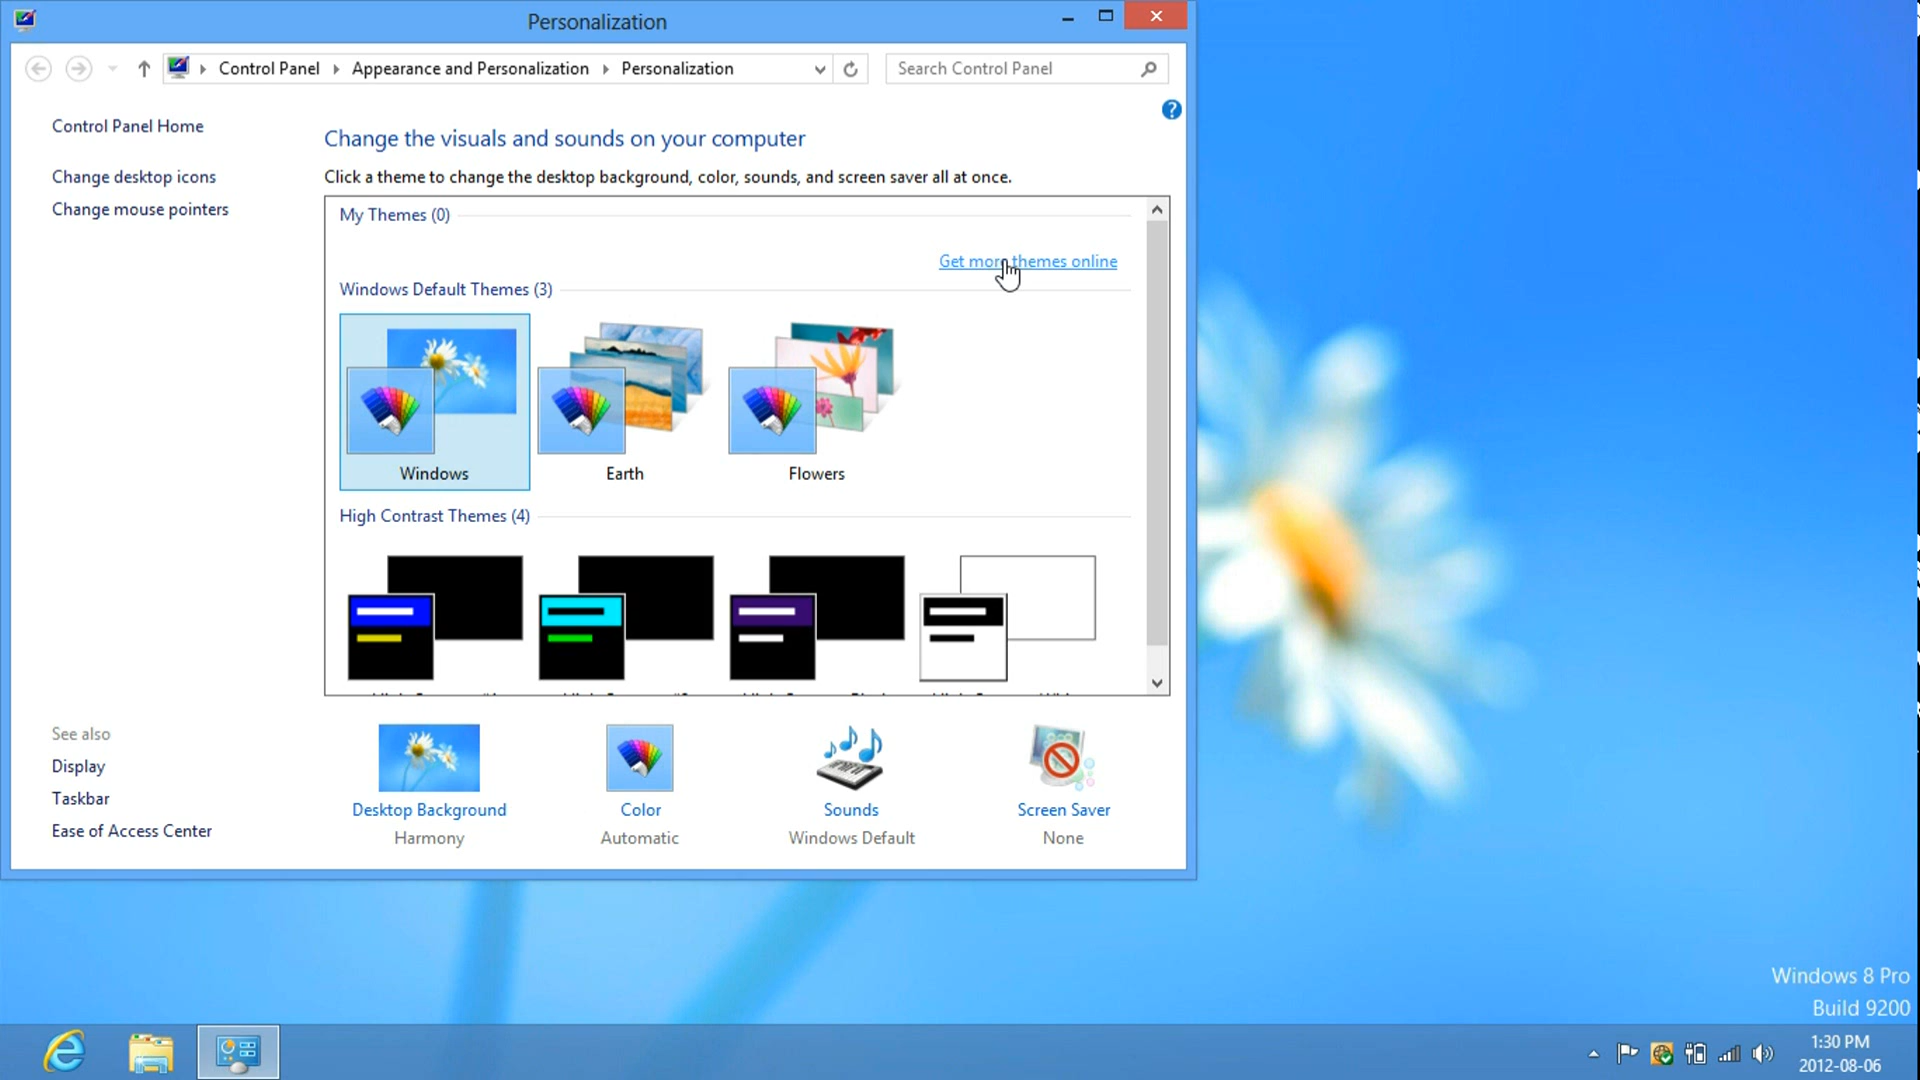 Personalization
Control Panel
Appearance and Personalization
Personalization
Search Control Panel
?
Control Panel Home
Change desktop icons
Change mouse pointers
Change the visuals and sounds on your computer
Click a theme to change the desktop background, color, sounds, and screen saver all at once.
My Themes (0)
Get more themes online
Windows Default Themes (3)
Windows
Earth
Flowers
High Contrast Themes (4)
See also
Display
Taskbar
Ease of Access Center
Desktop Background
Harmony
Color
Automatic
Sounds
Windows Default
Screen Saver
None
Windows 8 Pro
Build 9200
1:30 PM
2012-08-06